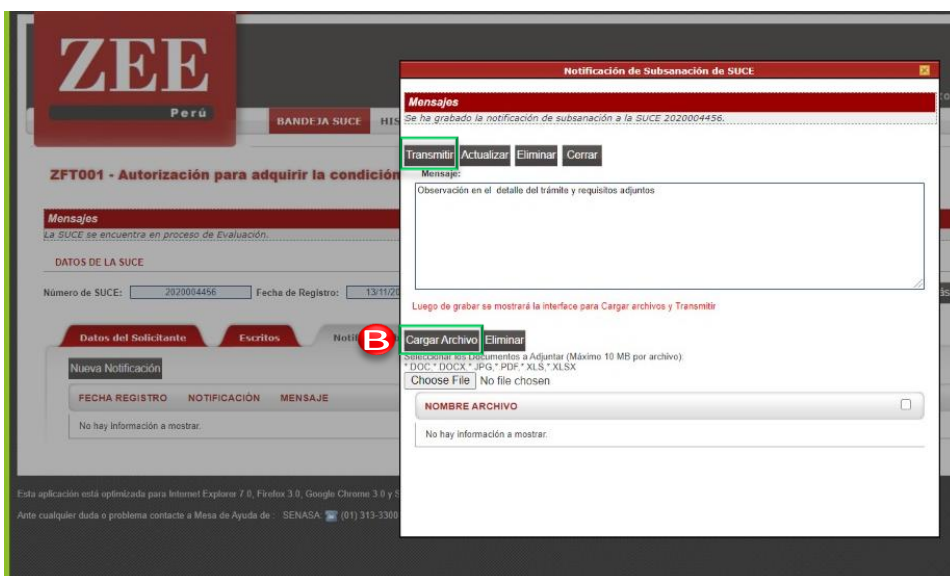 ZEE
Perú
BANDEJA SUCE HIS
ZFT001 - Autorización para adquirir la condición
Mensajes
La SUCE se encuentra en proceso de Evaluación.
DATOS DE LA SUCE
Número de SUCE: 2020004456 Fecha de Registro: 13/11/20
Datos del Solicitante Escritos Noti
Nueva Notificación
FECHA REGISTRO NOTIFICACIÓN MENSAJE
No hay información a mostrar.
Esta aplicación está optimizada para Internet Explorer 7.0, Firefox 3.0, Google Chrome 3.0 y S
Ante cualquier duda o problema contacte a Mesa de Ayuda de : SENASA: (01) 313-3300
Notificación de Subsanación de SUCE
Mensajes
Se ha grabado la notificación de subsanación a la SUCE 2020004456.
Transmitir Actualizar Eliminar Cerrar
Mensaje:
Observación en el detalle del trámite y requisitos adjuntos
Luego de grabar se mostrará la interface para Cargar archivos y Transmitir
B Cargar Archivo Eliminar
Seleccionar los Documentos a Adjuntar (Máximo 10 MB por archivo):
*.DOC,*.DOCX,*.JPG,*.PDF,*.XLS,*.XLSX
Choose File No file chosen
NOMBRE ARCHIVO
No hay información a mostrar.